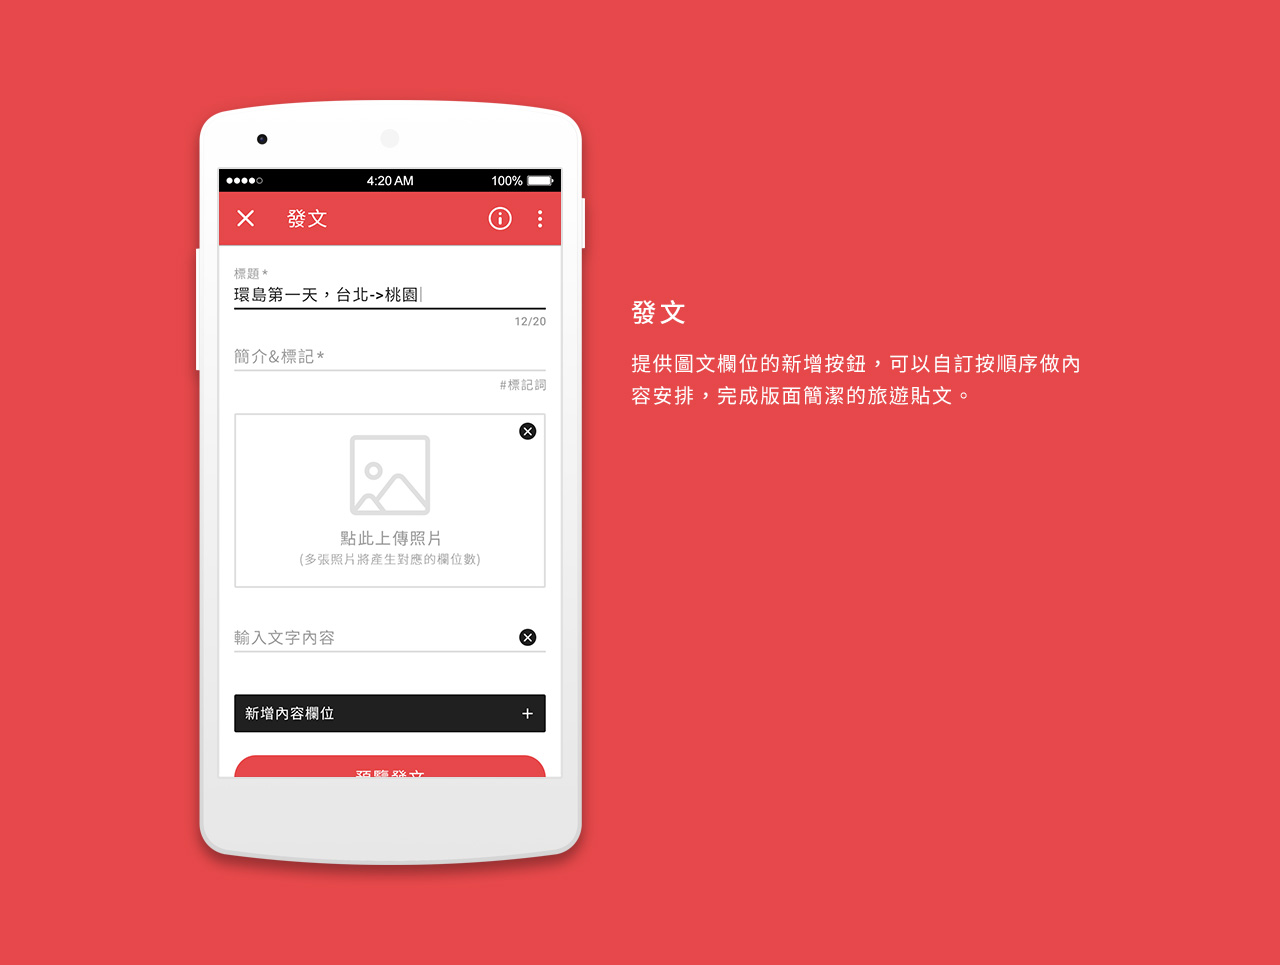 4:20 AM
100%
發文
標題*
環島第一天，台北->桃園
12/20
簡介&標記*
#標記詞
點此上傳照片
(多張照片將產生對應的欄位數)
輸入文字內容
新增內容欄位
預覽發文
發文
提供圖文欄位的新增按鈕，可以自訂按順序做內
容安排，完成版面簡潔的旅遊貼文。